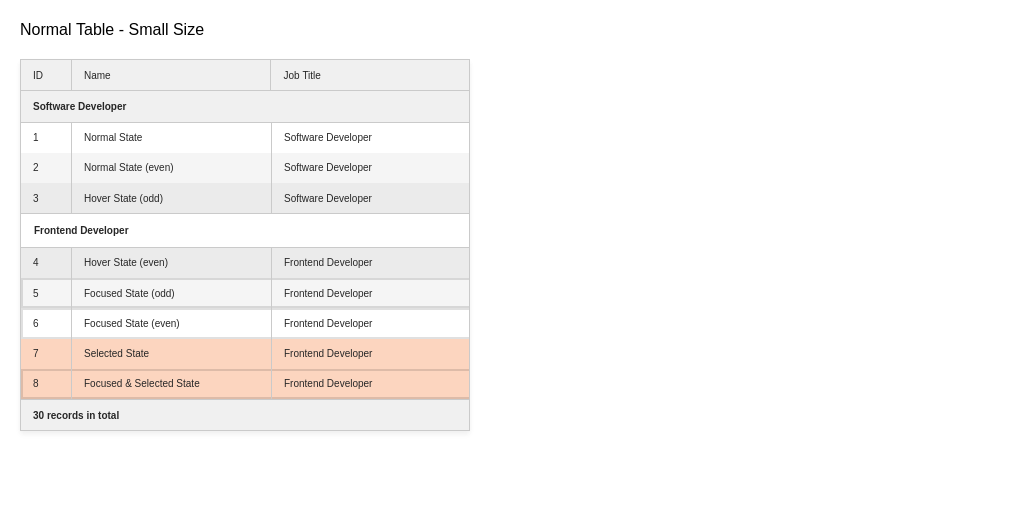 Normal Table - Small Size
ID Name Job Title
Software Developer
1 Normal State Software Developer
2 Normal State (even) Software Developer
3 Hover State (odd) Software Developer
Frontend Developer
4 Hover State (even) Frontend Developer
5 Focused State (odd) Frontend Developer
6 Focused State (even) Frontend Developer
7 Selected State Frontend Developer
8 Focused & Selected State Frontend Developer
30 records in total